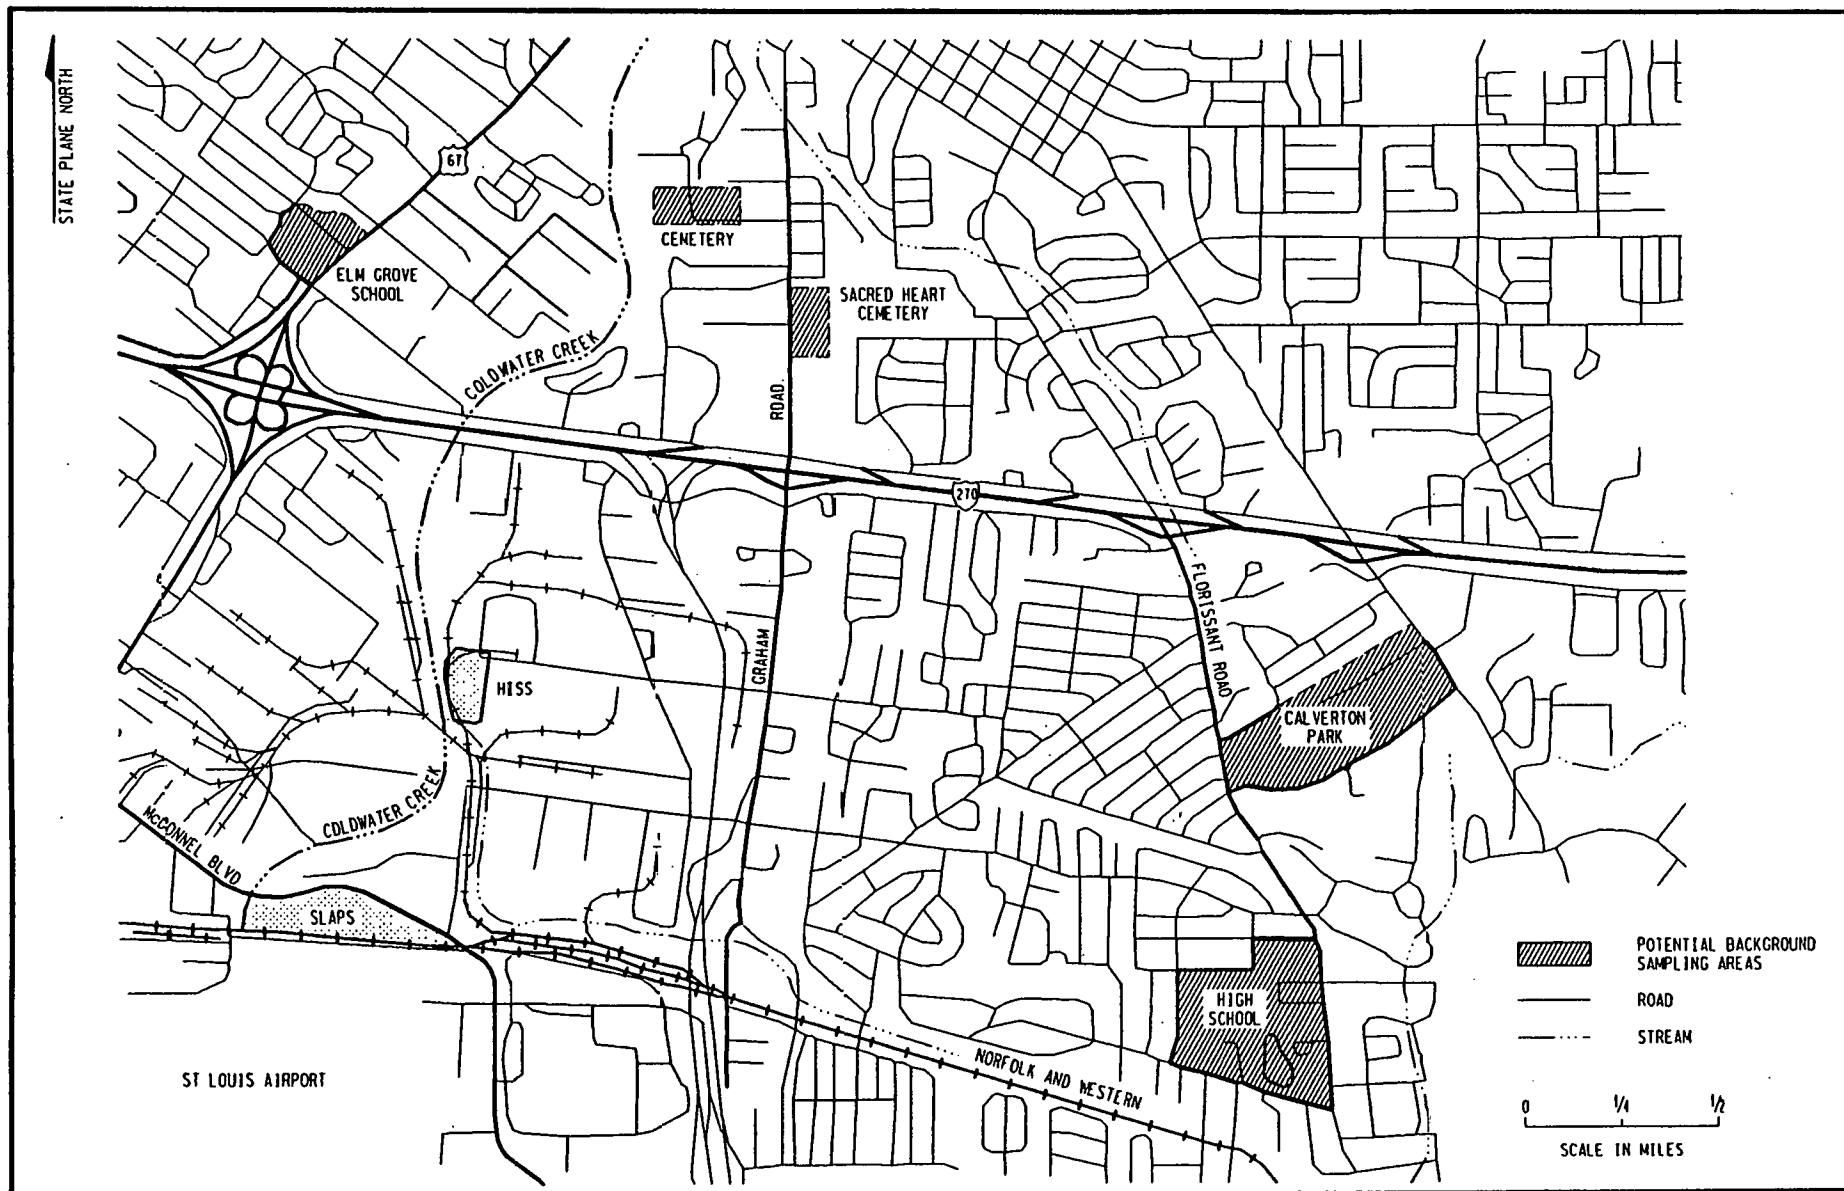 STATE PLANE NORTH
67
CEMETERY
ELM GROVE
SCHOOL
SACRED HEART
CEMETERY
COLDWATER CREEK
ROAD
270
FLORISSANT ROAD
GRAHAM
HISS
CALVERTON
PARK
COLDWATER CREEK
McCONNEL BLVD
SLAPS
POTENTIAL BACKGROUND
SAMPLING AREAS
ROAD
HIGH
SCHOOL
STREAM
NORFOLK AND WESTERN
ST LOUIS AIRPORT
0 1/4 1/2
SCALE IN MILES